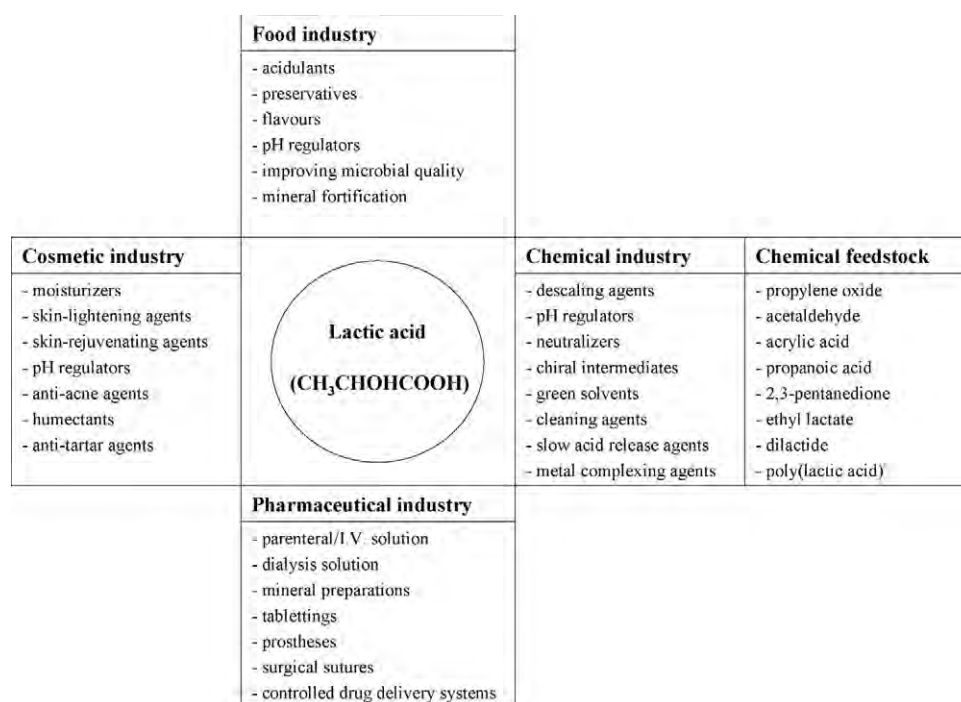 Food industry
- acidulants
- preservatives
- flavours
- pH regulators
- improving microbial quality
- mineral fortification
Cosmetic industry
- moisturizers
- skin-lightening agents
- skin-rejuvenating agents
- pH regulators
- anti-acne agents
- humectants
- anti-tartar agents
Lactic acid
(CH₃CHOHCOOH)
Chemical industry
- descaling agents
- pH regulators
- neutralizers
- chiral intermediates
- green solvents
- cleaning agents
- slow acid release agents
- metal complexing agents
Chemical feedstock
- propylene oxide
- acetaldehyde
- acrylic acid
- propanoic acid
- 2,3-pentanedione
- ethyl lactate
- dilactide
- poly(lactic acid)
Pharmaceutical industry
- parenteral/I.V. solution
- dialysis solution
- mineral preparations
- tablettings
- prostheses
- surgical sutures
- controlled drug delivery systems